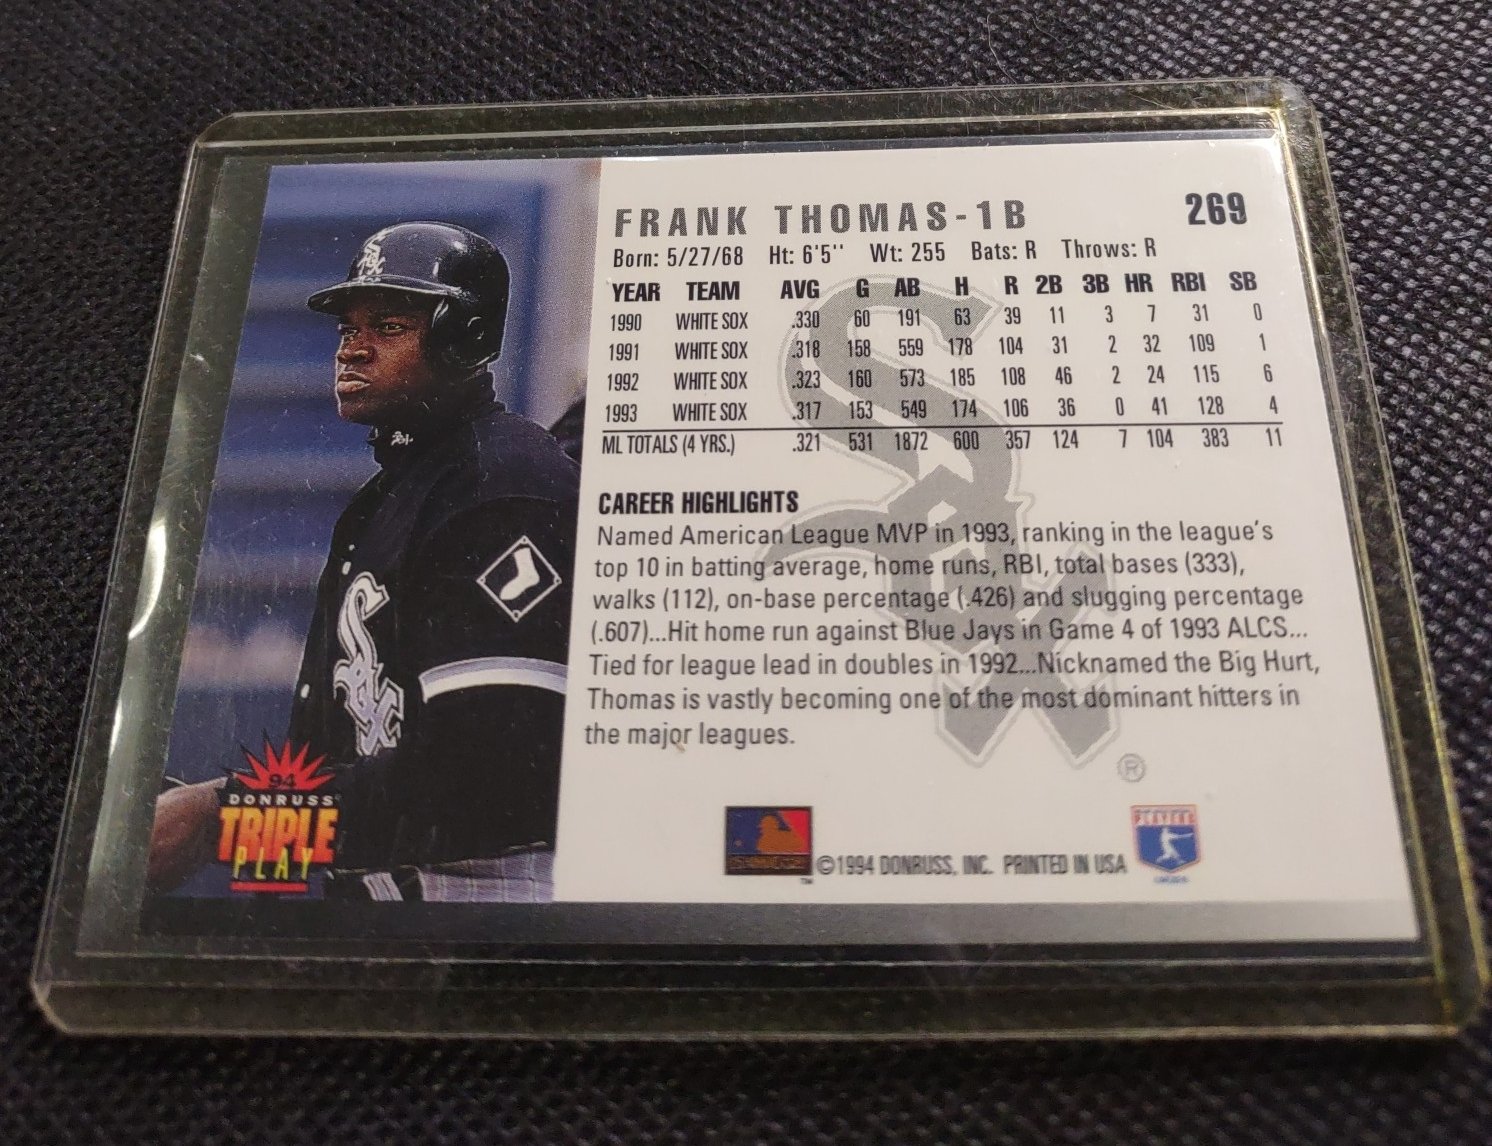 FRANK THOMAS-1B 269
Born: 5/27/68 Ht: 6'5'' Wt: 255 Bats: R Throws: R
YEAR TEAM AVG G AB H R 2B 3B HR RBI SB
1990 WHITE SOX .330 60 191 63 39 11 3 7 31 0
1991 WHITE SOX .318 158 559 178 104 31 2 32 109 1
1992 WHITE SOX .323 160 573 185 108 46 2 24 115 6
1993 WHITE SOX .317 153 549 174 106 36 0 41 128 4
ML TOTALS (4 YRS.) .321 531 1872 600 357 124 7 104 383 11
CAREER HIGHLIGHTS
Named American League MVP in 1993, ranking in the league's
top 10 in batting average, home runs, RBI, total bases (333),
walks (112), on-base percentage (.426) and slugging percentage
(.607)...Hit home run against Blue Jays in Game 4 of 1993 ALCS...
Tied for league lead in doubles in 1992...Nicknamed the Big Hurt,
Thomas is vastly becoming one of the most dominant hitters in
the major leagues.
®
©1994 DONRUSS, INC. PRINTED IN USA
™
PLAYERS
Sox
Sox
Sox
94
DONRUSS
TRIPLE
PLAY